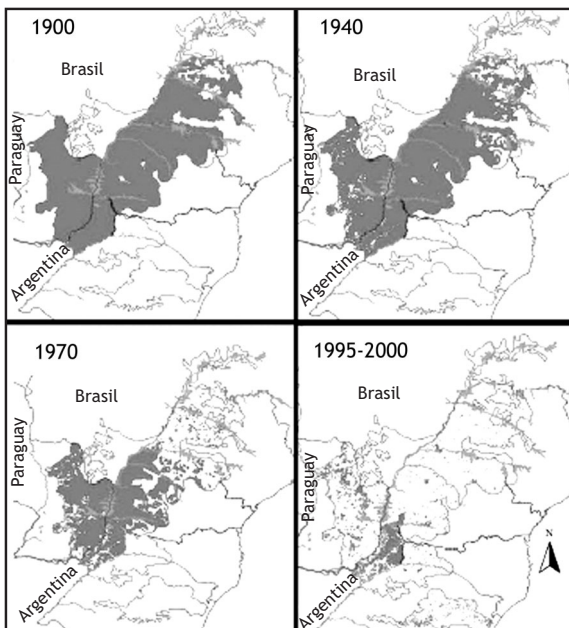 1900
Brasil
Paraguay
Argentina
1940
Brasil
Paraguay
Argentina
1970
Brasil
Paraguay
Argentina
1995-2000
Brasil
Paraguay
Argentina
N